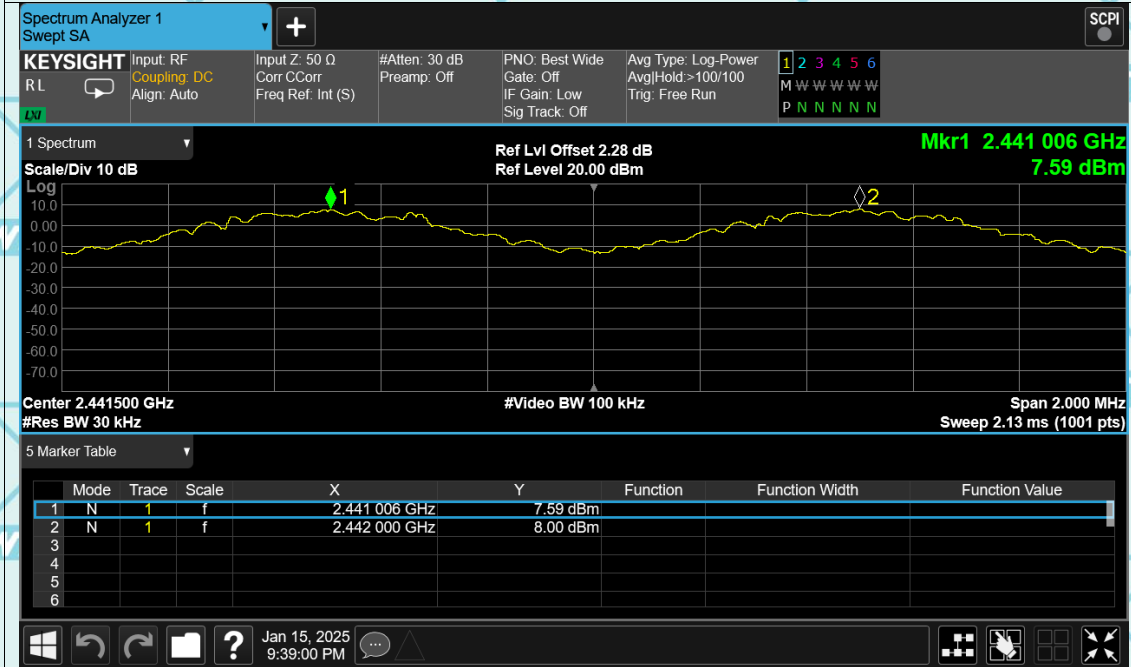 Spectrum Analyzer 1
Swept SA
+
SCPI
KEYSIGHT
R L
LXI
Input: RF
Coupling: DC
Align: Auto
Input Z: 50 Ω
Corr CCorr
Freq Ref: Int (S)
#Atten: 30 dB
Preamp: Off
PNO: Best Wide
Gate: Off
IF Gain: Low
Sig Track: Off
Avg Type: Log-Power
Avg|Hold:>100/100
Trig: Free Run
1 2 3 4 5 6
M W W W W W
P N N N N N
1 Spectrum
Scale/Div 10 dB
Ref Lvl Offset 2.28 dB
Ref Level 20.00 dBm
Mkr1 2.441 006 GHz
7.59 dBm
Log
10.0
0.00
-10.0
-20.0
-30.0
-40.0
-50.0
-60.0
-70.0
1
2
Center 2.441500 GHz
#Video BW 100 kHz
Span 2.000 MHz
#Res BW 30 kHz
Sweep 2.13 ms (1001 pts)
5 Marker Table
Mode Trace Scale X Y Function Function Width Function Value
1 N 1 f 2.441 006 GHz 7.59 dBm
2 N 1 f 2.442 000 GHz 8.00 dBm
3
4
5
6
?
Jan 15, 2025
9:39:00 PM